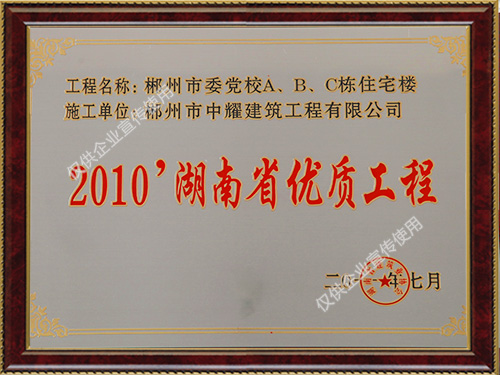 工程名称：郴州市委党校A、B、C栋住宅楼
施工单位：郴州市中耀建筑工程有限公司
2010’湖南省优质工程
二〇一一年七月
仅供企业宣传使用
仅供企业宣传使用